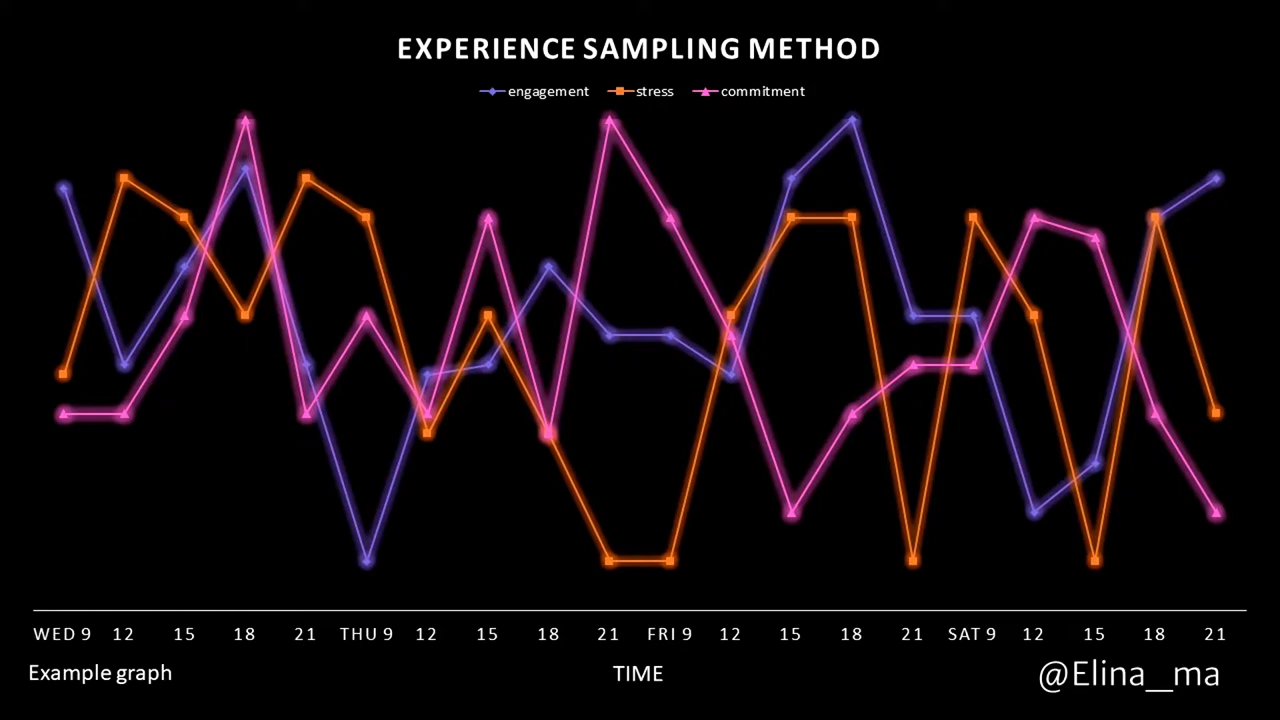 EXPERIENCE SAMPLING METHOD
engagement stress commitment
WED 9 12 15 18 21 THU 9 12 15 18 21 FRI 9 12 15 18 21 SAT 9 12 15 18 21
Example graph TIME @Elina__ma